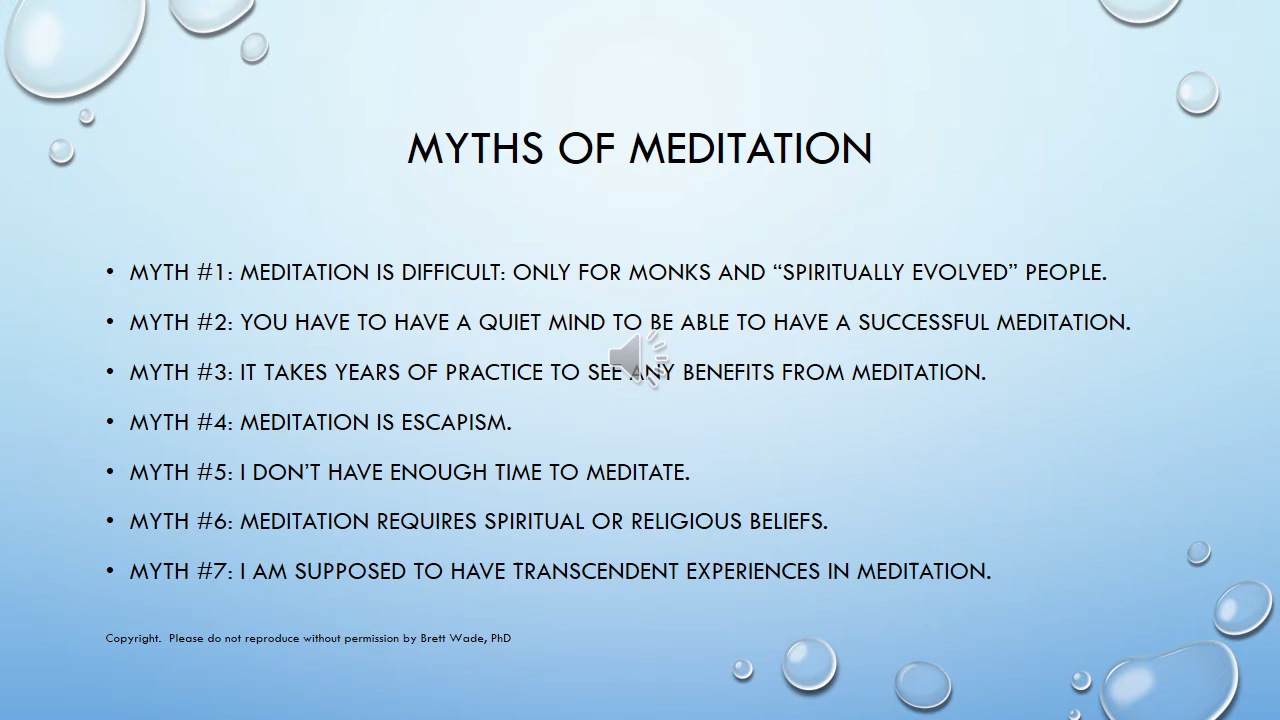 MYTHS OF MEDITATION
• MYTH #1: MEDITATION IS DIFFICULT: ONLY FOR MONKS AND “SPIRITUALLY EVOLVED” PEOPLE.
• MYTH #2: YOU HAVE TO HAVE A QUIET MIND TO BE ABLE TO HAVE A SUCCESSFUL MEDITATION.
• MYTH #3: IT TAKES YEARS OF PRACTICE TO SEE ANY BENEFITS FROM MEDITATION.
• MYTH #4: MEDITATION IS ESCAPISM.
• MYTH #5: I DON’T HAVE ENOUGH TIME TO MEDITATE.
• MYTH #6: MEDITATION REQUIRES SPIRITUAL OR RELIGIOUS BELIEFS.
• MYTH #7: I AM SUPPOSED TO HAVE TRANSCENDENT EXPERIENCES IN MEDITATION.
Copyright.  Please do not reproduce without permission by Brett Wade, PhD